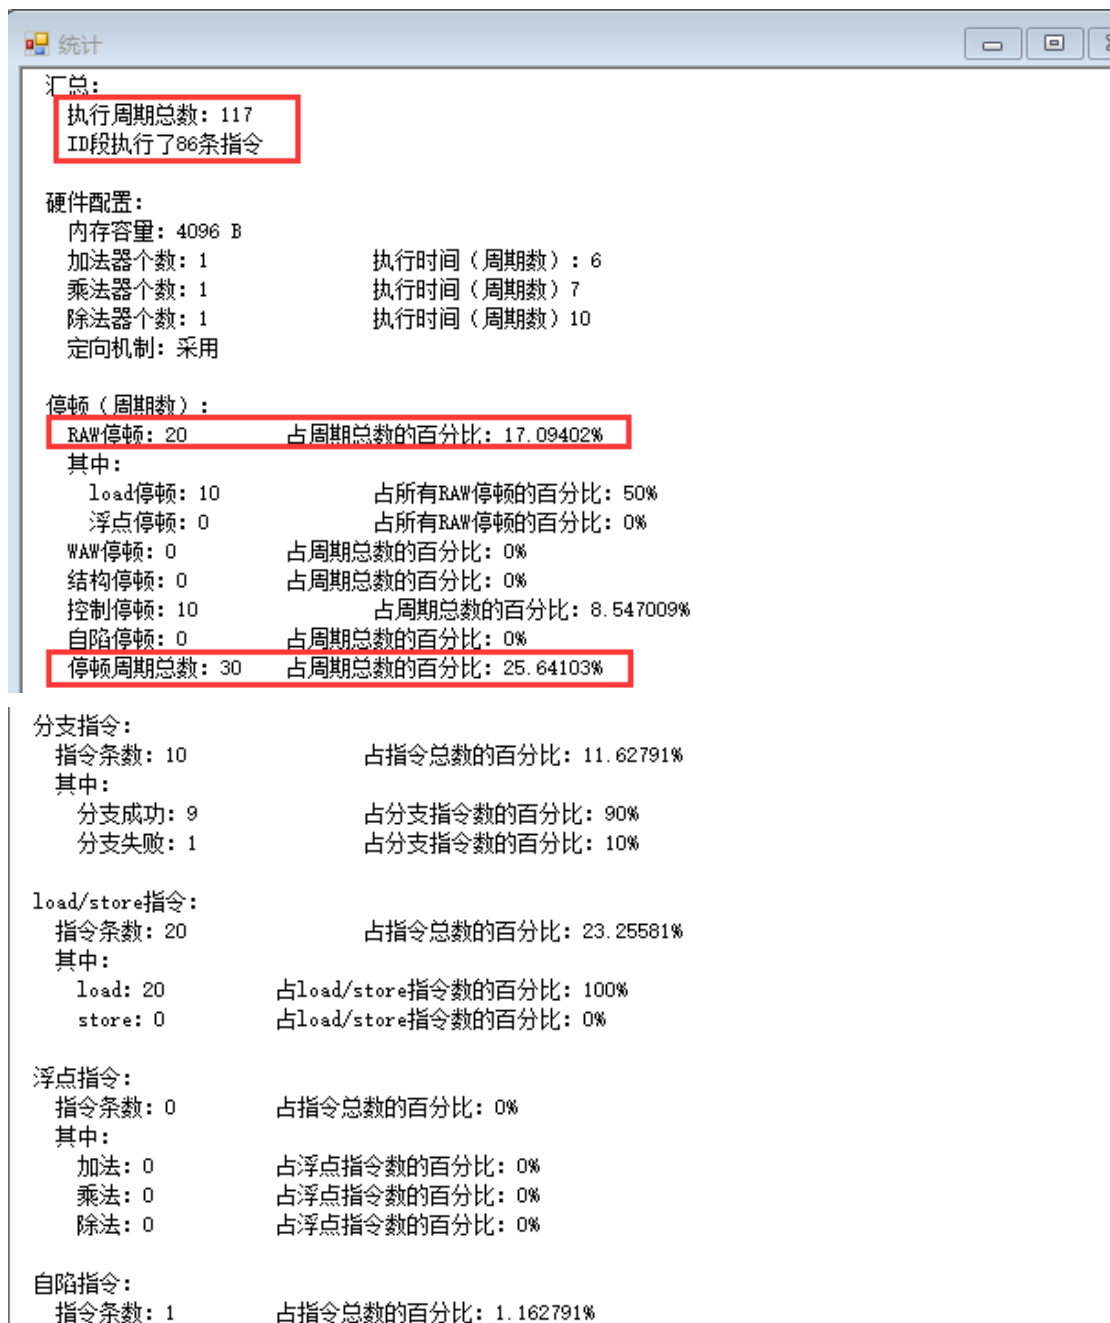 统计
汇总:
执行周期总数: 117
ID段执行了86条指令
硬件配置:
内存容量: 4096 B
加法器个数: 1 执行时间（周期数）: 6
乘法器个数: 1 执行时间（周期数）7
除法器个数: 1 执行时间（周期数）10
定向机制: 采用
停顿（周期数）:
RAW停顿: 20 占周期总数的百分比: 17.09402%
其中:
load停顿: 10 占所有RAW停顿的百分比: 50%
浮点停顿: 0 占所有RAW停顿的百分比: 0%
WAW停顿: 0 占周期总数的百分比: 0%
结构停顿: 0 占周期总数的百分比: 0%
控制停顿: 10 占周期总数的百分比: 8.547009%
自陷停顿: 0 占周期总数的百分比: 0%
停顿周期总数: 30 占周期总数的百分比: 25.64103%
分支指令:
指令条数: 10 占指令总数的百分比: 11.62791%
其中:
分支成功: 9 占分支指令数的百分比: 90%
分支失败: 1 占分支指令数的百分比: 10%
load/store指令:
指令条数: 20 占指令总数的百分比: 23.25581%
其中:
load: 20 占load/store指令数的百分比: 100%
store: 0 占load/store指令数的百分比: 0%
浮点指令:
指令条数: 0 占指令总数的百分比: 0%
其中:
加法: 0 占浮点指令数的百分比: 0%
乘法: 0 占浮点指令数的百分比: 0%
除法: 0 占浮点指令数的百分比: 0%
自陷指令:
指令条数: 1 占指令总数的百分比: 1.162791%